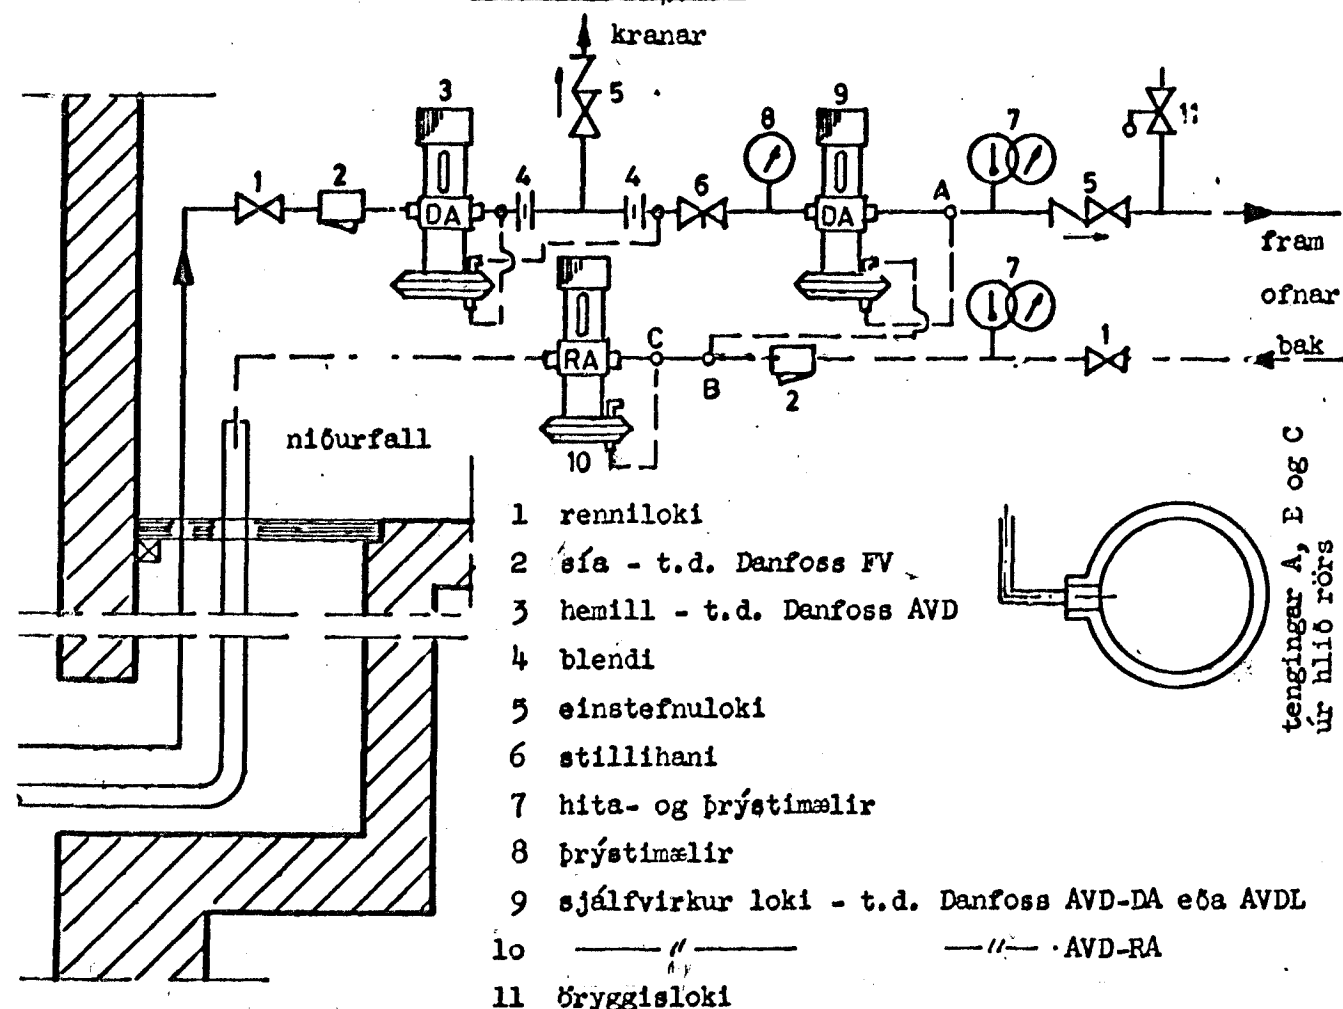 kranar
3
5
8
9
7
11
1
2
4
4
6
A
5
DA
DA
fram
7
ofnar
C
1
bak
RA
B
2
niðurfall
10
1 renniloki
2 sía - t.d. Danfoss FV
3 hemill - t.d. Danfoss AVD
4 blendi
5 einstefnuloki
6 stillihani
7 hita- og þrýstimælir
8 þrýstimælir
9 sjálfvirkur loki - t.d. Danfoss AVD-DA eða AVDL
10 —— " —— — " — AVD-RA
11 öryggisloki
tengingar A, B og C
úr hlið rörs